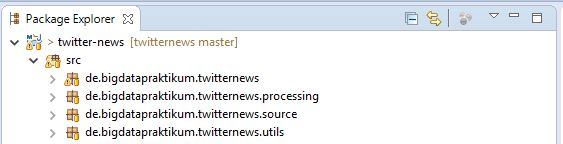 Package Explorer
> twitter-news [twitternews master]
src
de.bigdatapraktikum.twitternews
de.bigdatapraktikum.twitternews.processing
de.bigdatapraktikum.twitternews.source
de.bigdatapraktikum.twitternews.utils